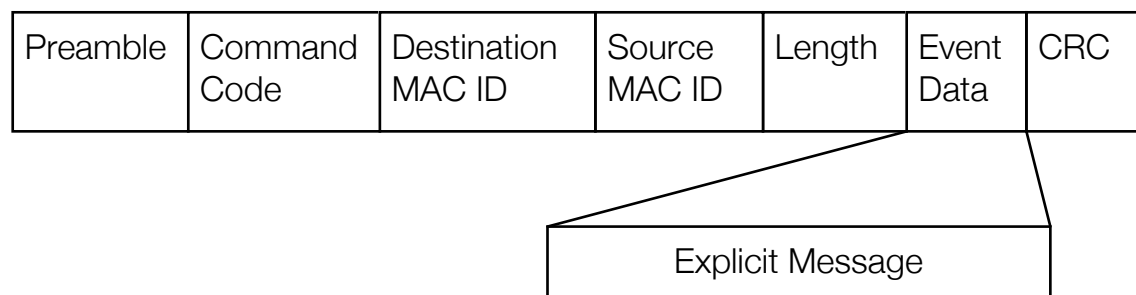 Preamble
Command
Code
Destination
MAC ID
Source
MAC ID
Length
Event
Data
CRC
Explicit Message